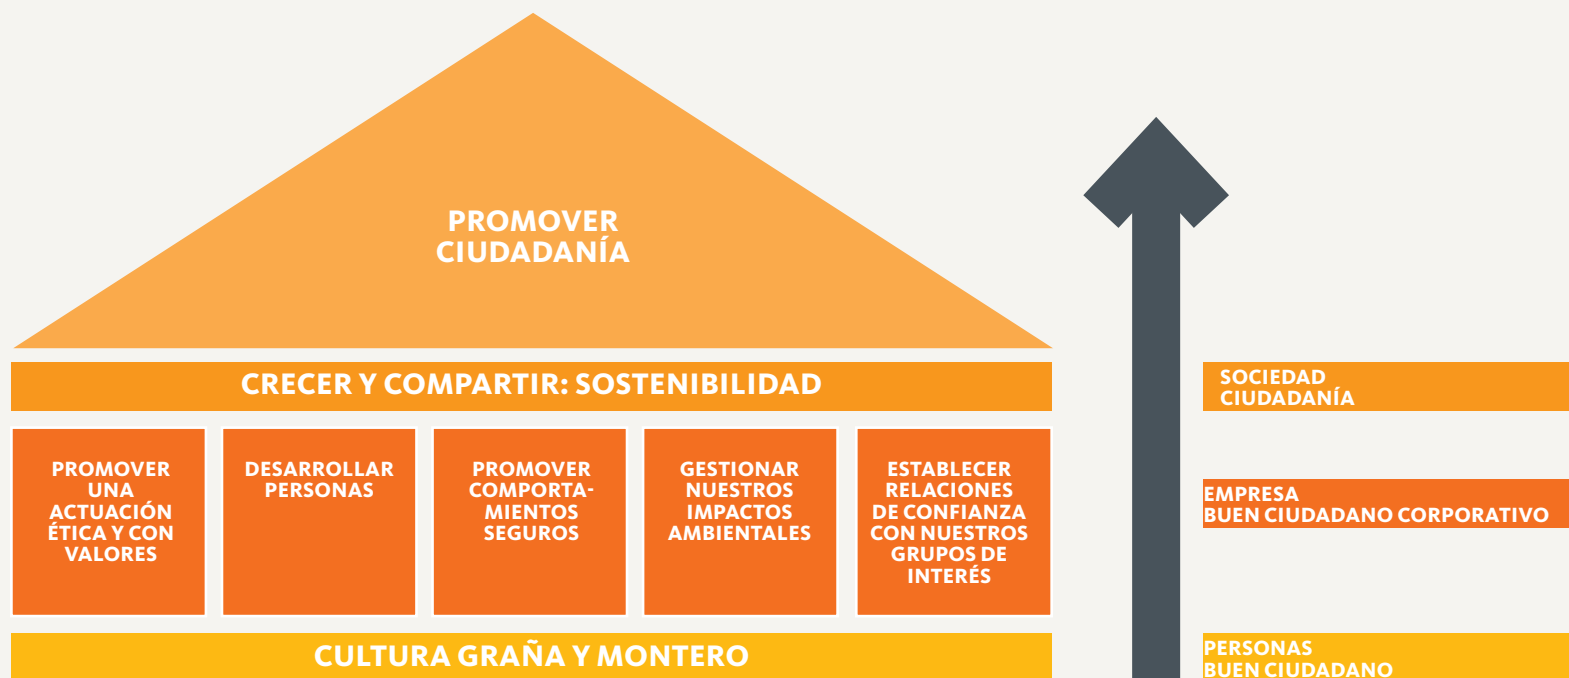 PROMOVER
CIUDADANÍA
CRECER Y COMPARTIR: SOSTENIBILIDAD
SOCIEDAD
CIUDADANÍA
PROMOVER
UNA
ACTUACIÓN
ÉTICA Y CON
VALORES
DESARROLLAR
PERSONAS
PROMOVER
COMPORTA-
MIENTOS
SEGUROS
GESTIONAR
NUESTROS
IMPACTOS
AMBIENTALES
ESTABLECER
RELACIONES
DE CONFIANZA
CON NUESTROS
GRUPOS DE
INTERÉS
EMPRESA
BUEN CIUDADANO CORPORATIVO
CULTURA GRAÑA Y MONTERO
PERSONAS
BUEN CIUDADANO